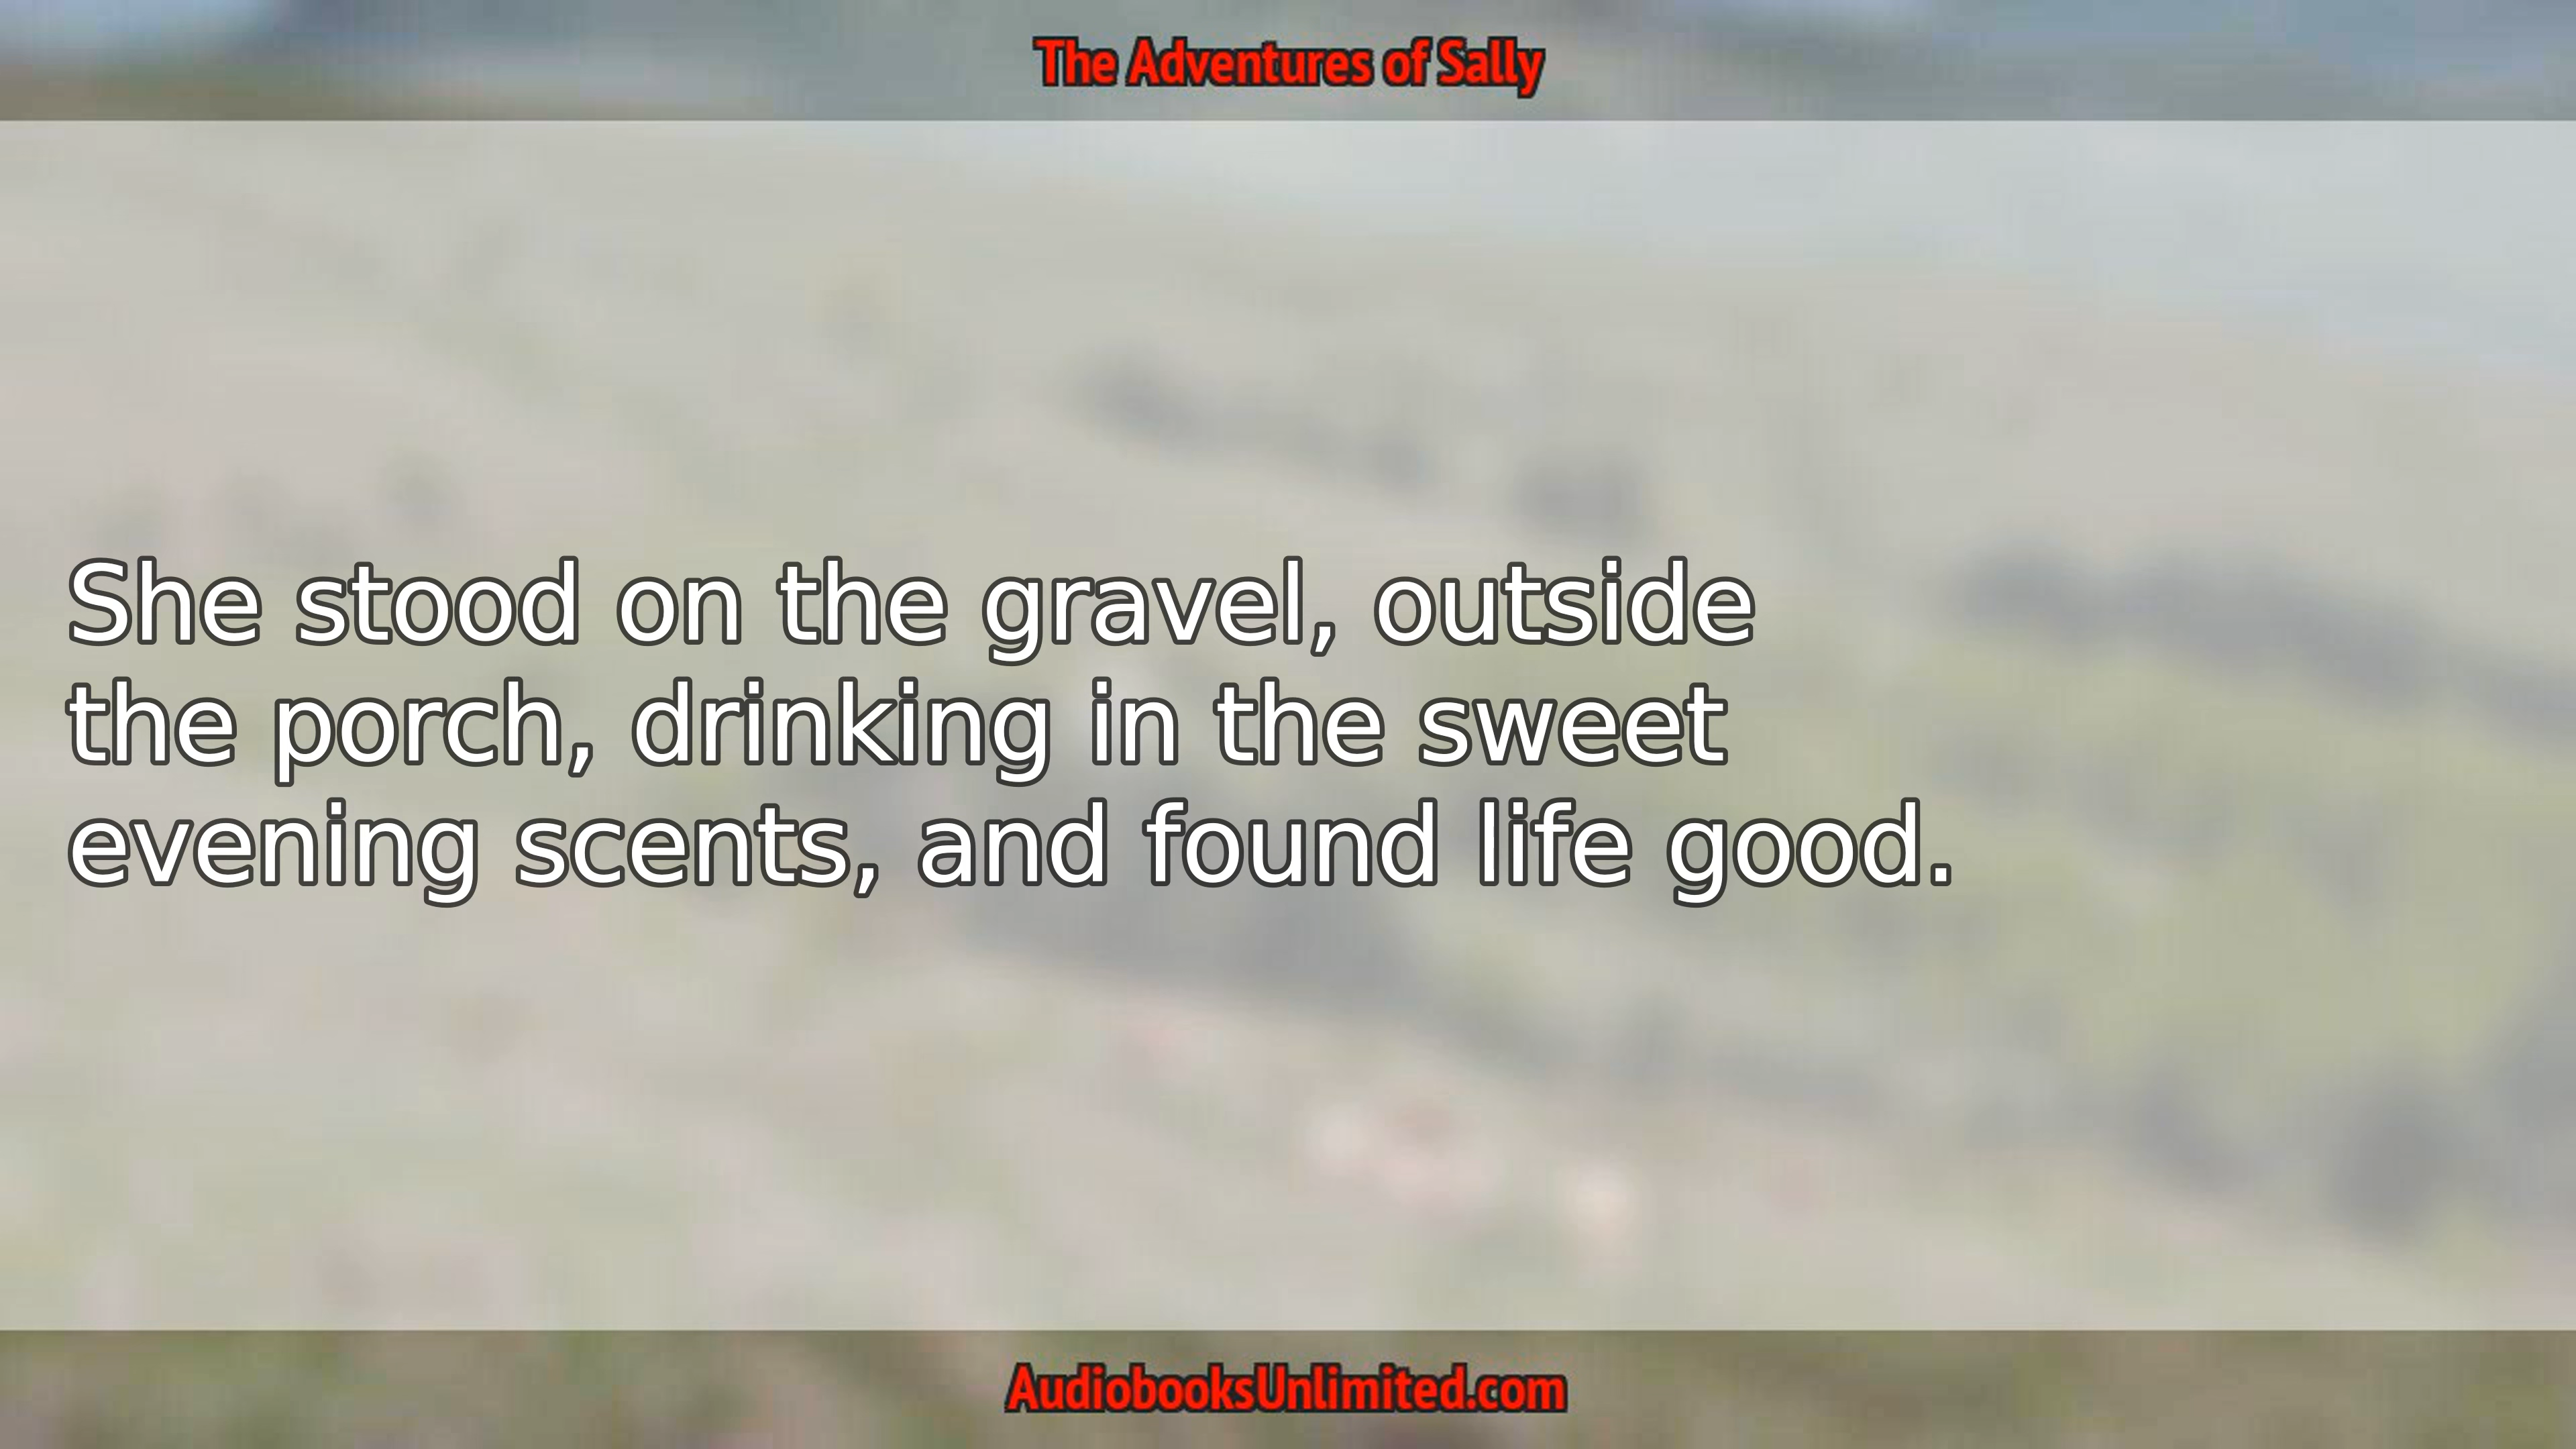 The Adventures of Sally
She stood on the gravel, outside
the porch, drinking in the sweet
evening scents, and found life good.
AudiobooksUnlimited.com